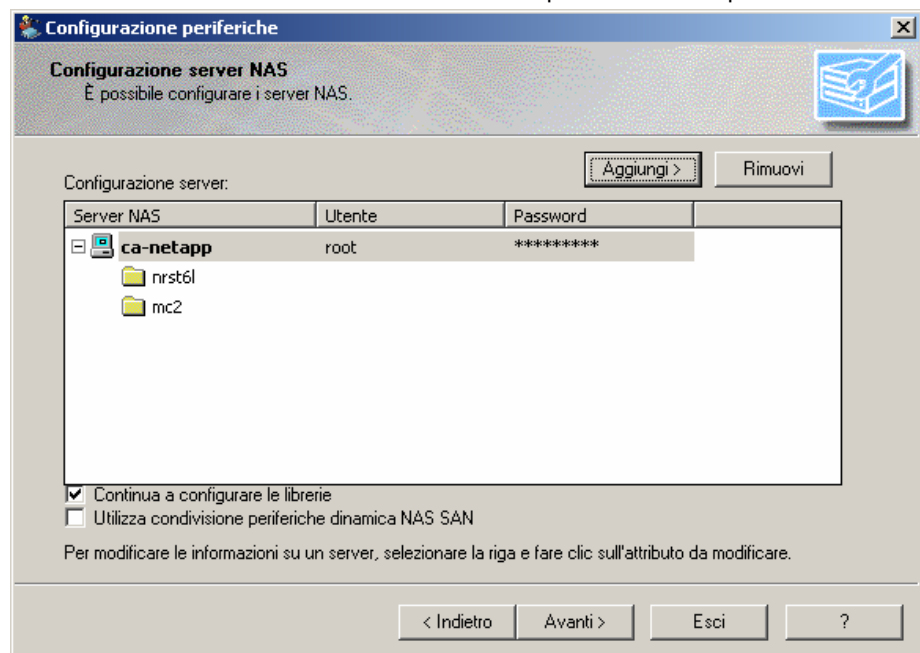 Configurazione periferiche
Configurazione server NAS
È possibile configurare i server NAS.
Aggiungi > Rimuovi
Configurazione server:
Server NAS Utente Password
ca-netapp root *********
nrst6l
mc2
Continua a configurare le librerie
Utilizza condivisione periferiche dinamica NAS SAN
Per modificare le informazioni su un server, selezionare la riga e fare clic sull'attributo da modificare.
< Indietro Avanti > Esci ?